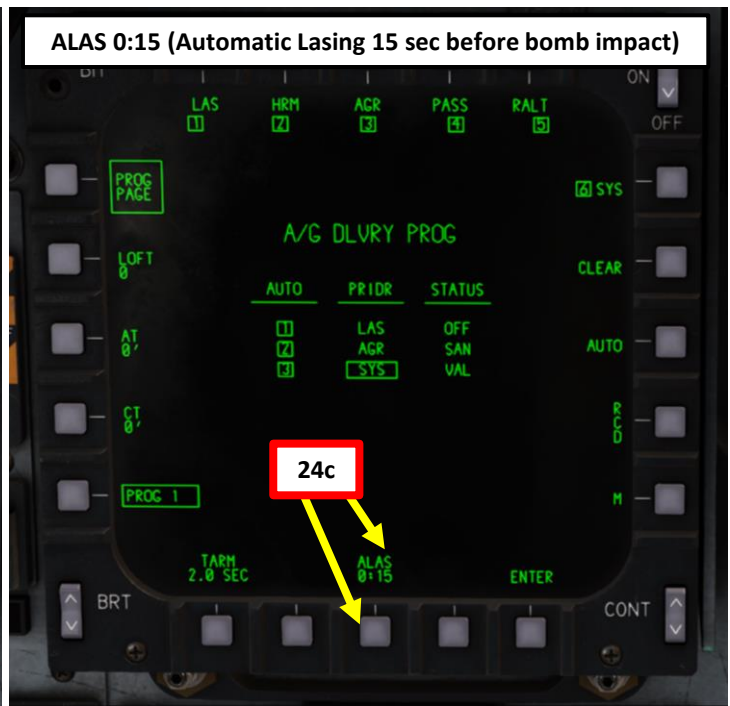 ALAS 0:15 (Automatic Lasing 15 sec before bomb impact)
BIT
ON
OFF
LAS HRM AGR PASS RALT
1 2 3 4 5
PROG
PAGE
6 SYS
A/G DLVRY PROG
LOFT
0°
CLEAR
AUTO PRIOR STATUS
1 LAS OFF
2 AGR SAN
3 SYS VAL
AT
0'
AUTO
CT
0'
RCD
24c
PROG 1
M
TARM
2.0 SEC
ALAS
0:15
ENTER
BRT
CONT